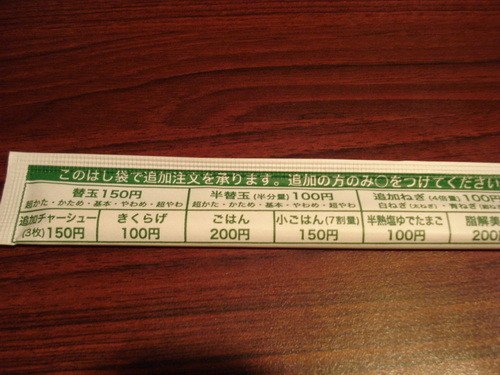 このはし袋で追加注文を承ります。追加の方のみ○をつけてくださ
替玉150円
超かた・かため・基本・やわめ・超やわ
半替玉(半分量)100円
超かた・かため・基本・やわめ・超やわ
追加ねぎ(4倍量)100円
白ねぎ(太ねぎ)・青ねぎ
追加チャーシュー
(3枚)150円
きくらげ
100円
ごはん
200円
小ごはん(7割量)
150円
半熟塩ゆでたまご
100円
脂解
200